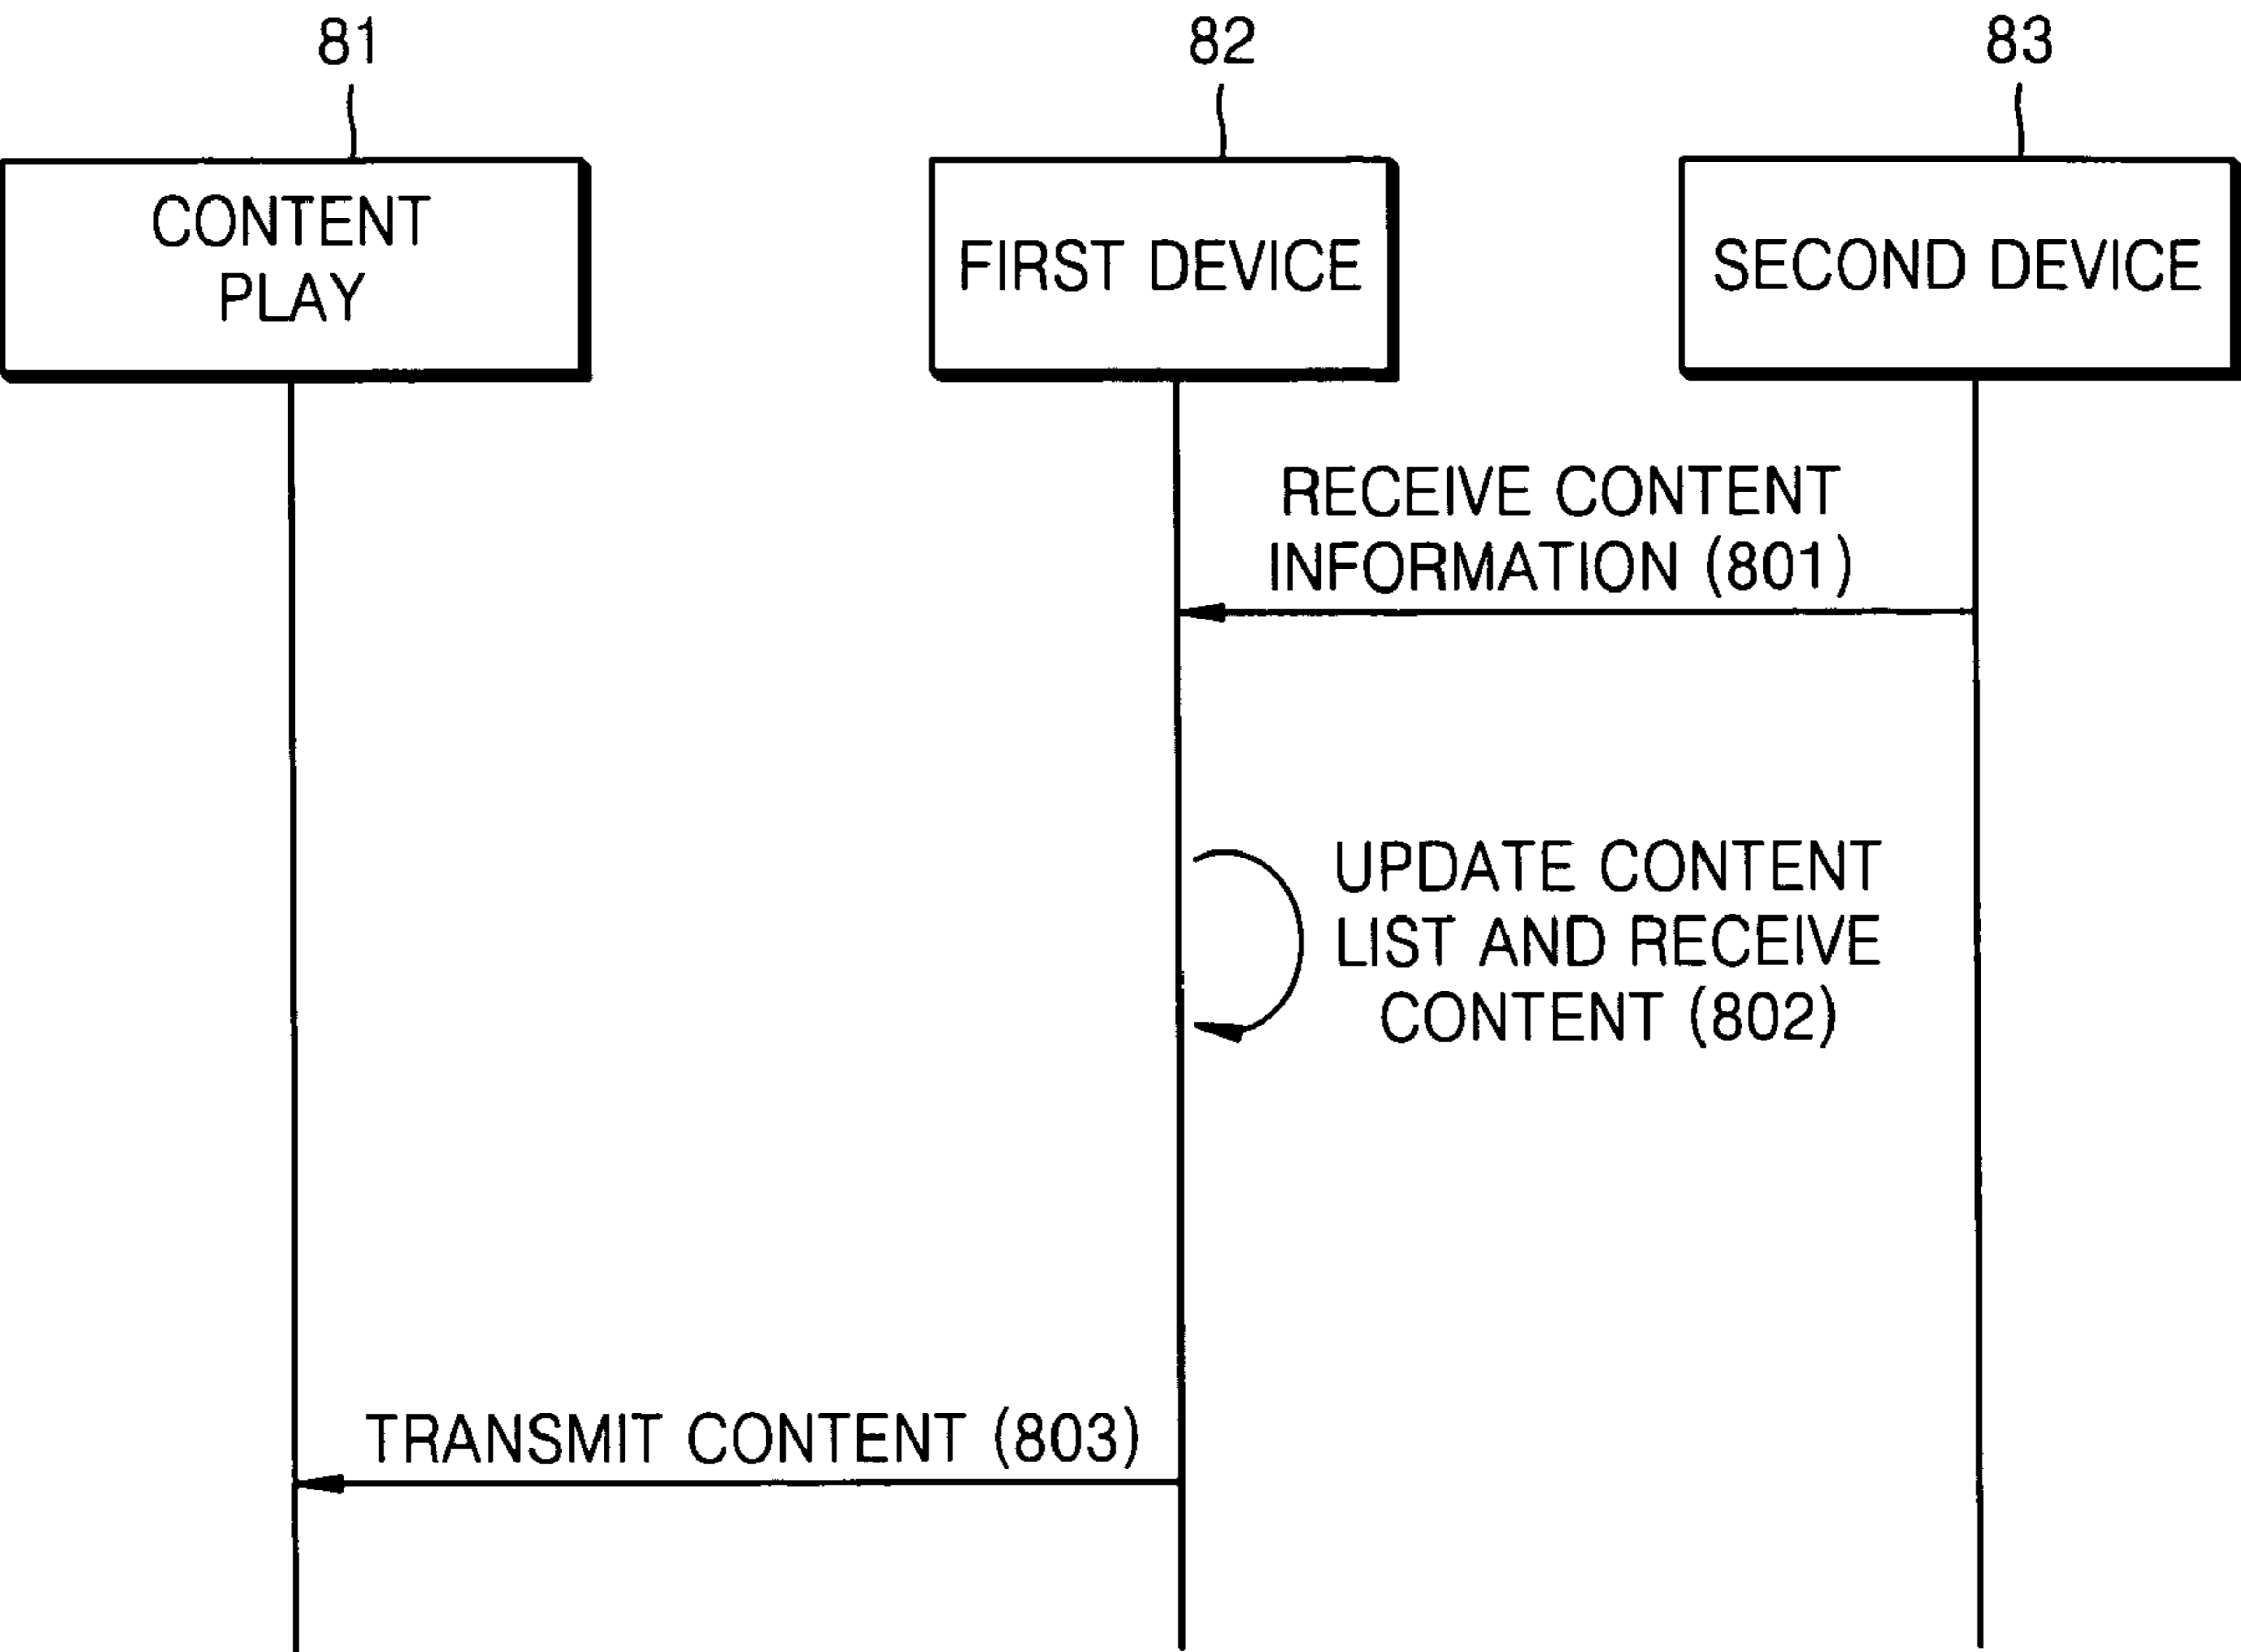 81
82
83
CONTENT
PLAY
FIRST DEVICE
SECOND DEVICE
RECEIVE CONTENT
INFORMATION (801)
UPDATE CONTENT
LIST AND RECEIVE
CONTENT (802)
TRANSMIT CONTENT (803)